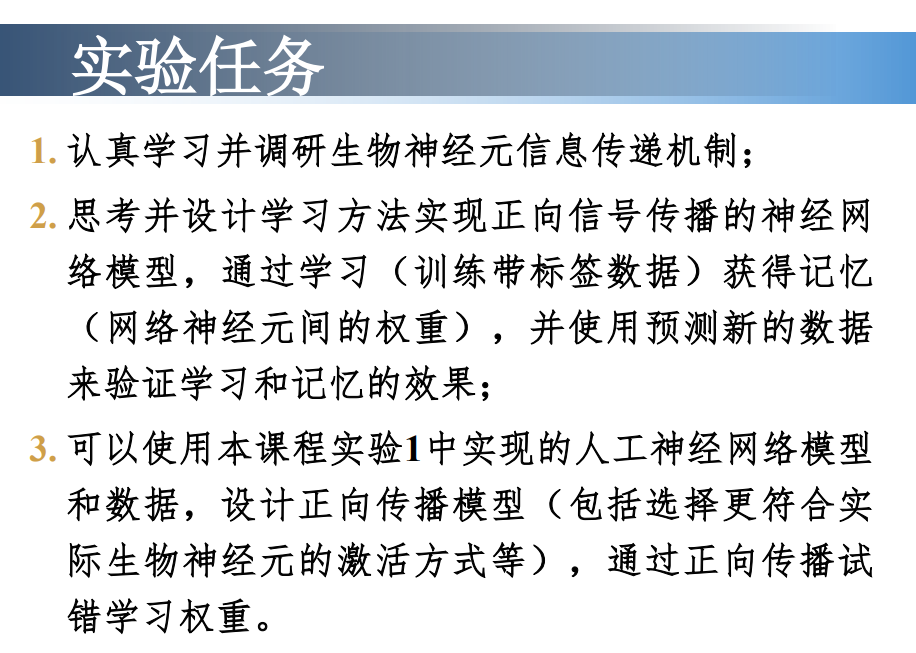 实验任务
1. 认真学习并调研生物神经元信息传递机制；
2. 思考并设计学习方法实现正向信号传播的神经网
络模型，通过学习（训练带标签数据）获得记忆
（网络神经元间的权重），并使用预测新的数据
来验证学习和记忆的效果；
3. 可以使用本课程实验1中实现的人工神经网络模型
和数据，设计正向传播模型（包括选择更符合实
际生物神经元的激活方式等），通过正向传播试
错学习权重。